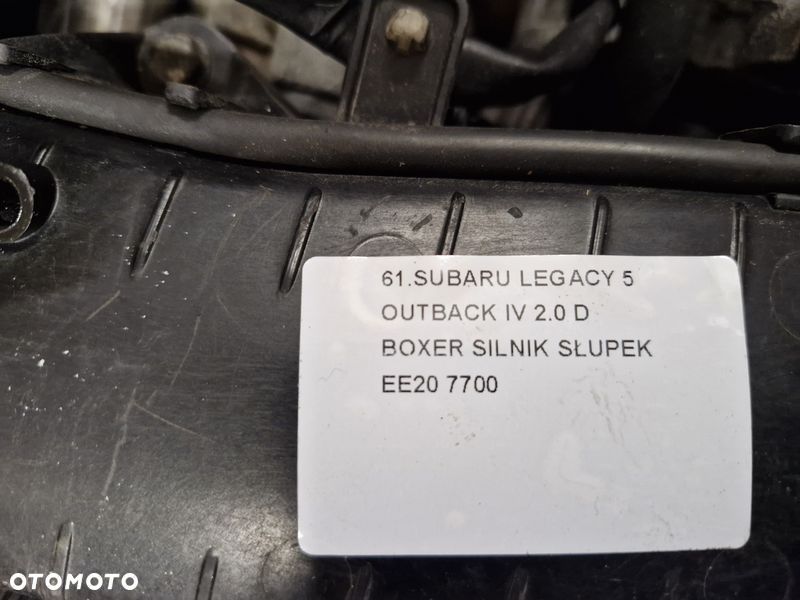 61.SUBARU LEGACY 5
OUTBACK IV 2.0 D
BOXER SILNIK SŁUPEK
EE20 7700
OTOMOTO